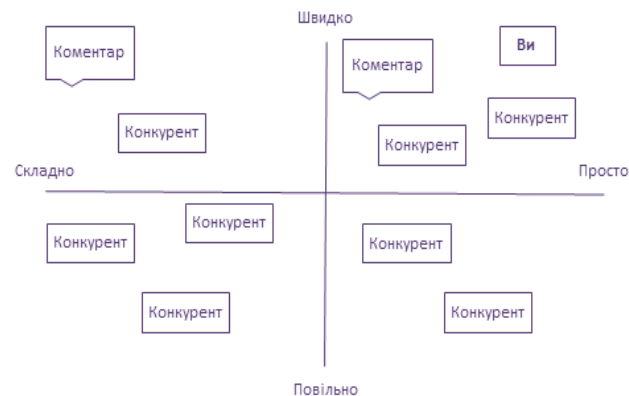 Швидко
Коментар
Ви
Коментар
Конкурент
Конкурент
Конкурент
Складно
Просто
Конкурент
Конкурент
Конкурент
Конкурент
Конкурент
Повільно